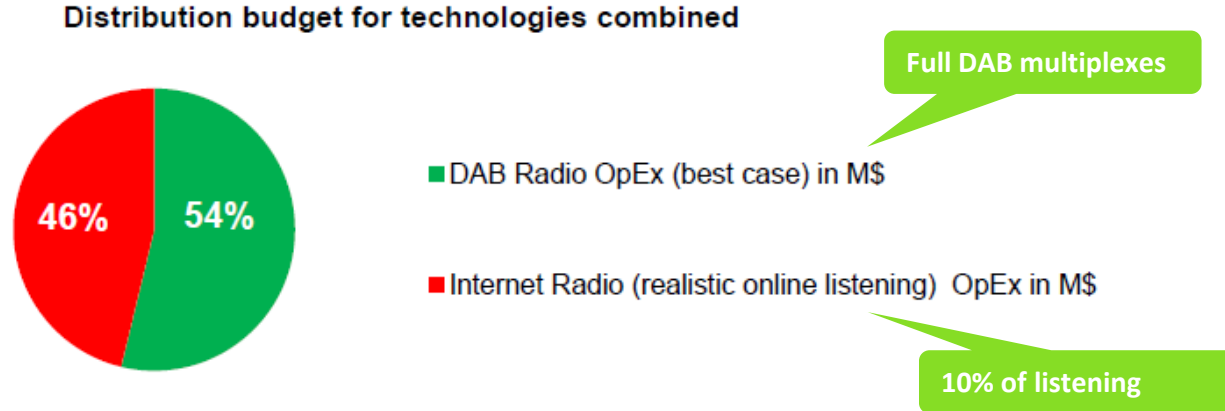 Distribution budget for technologies combined
Full DAB multiplexes
46%
54%
DAB Radio OpEx (best case) in M$
Internet Radio (realistic online listening) OpEx in M$
10% of listening